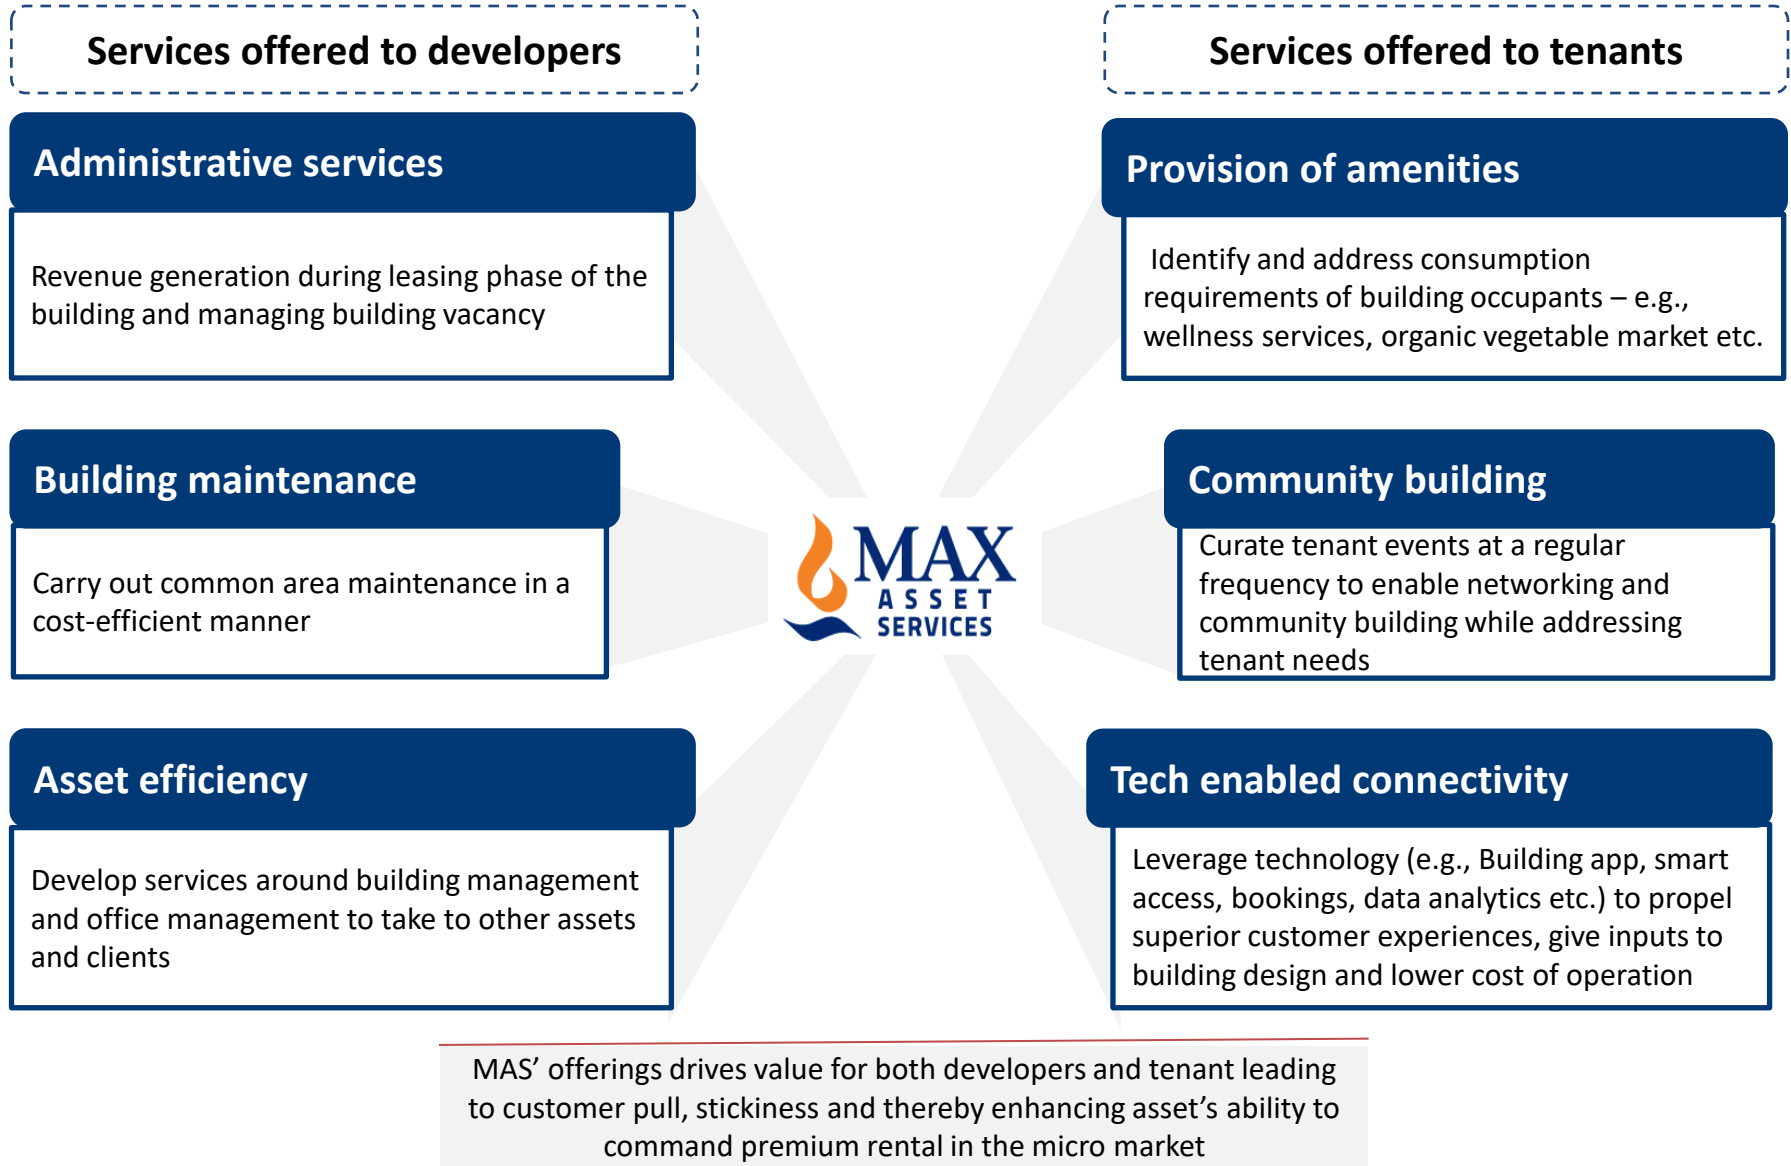 Services offered to developers
Administrative services
Revenue generation during leasing phase of the
building and managing building vacancy
Building maintenance
Carry out common area maintenance in a
cost-efficient manner
Asset efficiency
Develop services around building management
and office management to take to other assets
and clients
MAX
ASSET
SERVICES
Services offered to tenants
Provision of amenities
Identify and address consumption
requirements of building occupants – e.g.,
wellness services, organic vegetable market etc.
Community building
Curate tenant events at a regular
frequency to enable networking and
community building while addressing
tenant needs
Tech enabled connectivity
Leverage technology (e.g., Building app, smart
access, bookings, data analytics etc.) to propel
superior customer experiences, give inputs to
building design and lower cost of operation
MAS’ offerings drives value for both developers and tenant leading
to customer pull, stickiness and thereby enhancing asset’s ability to
command premium rental in the micro market